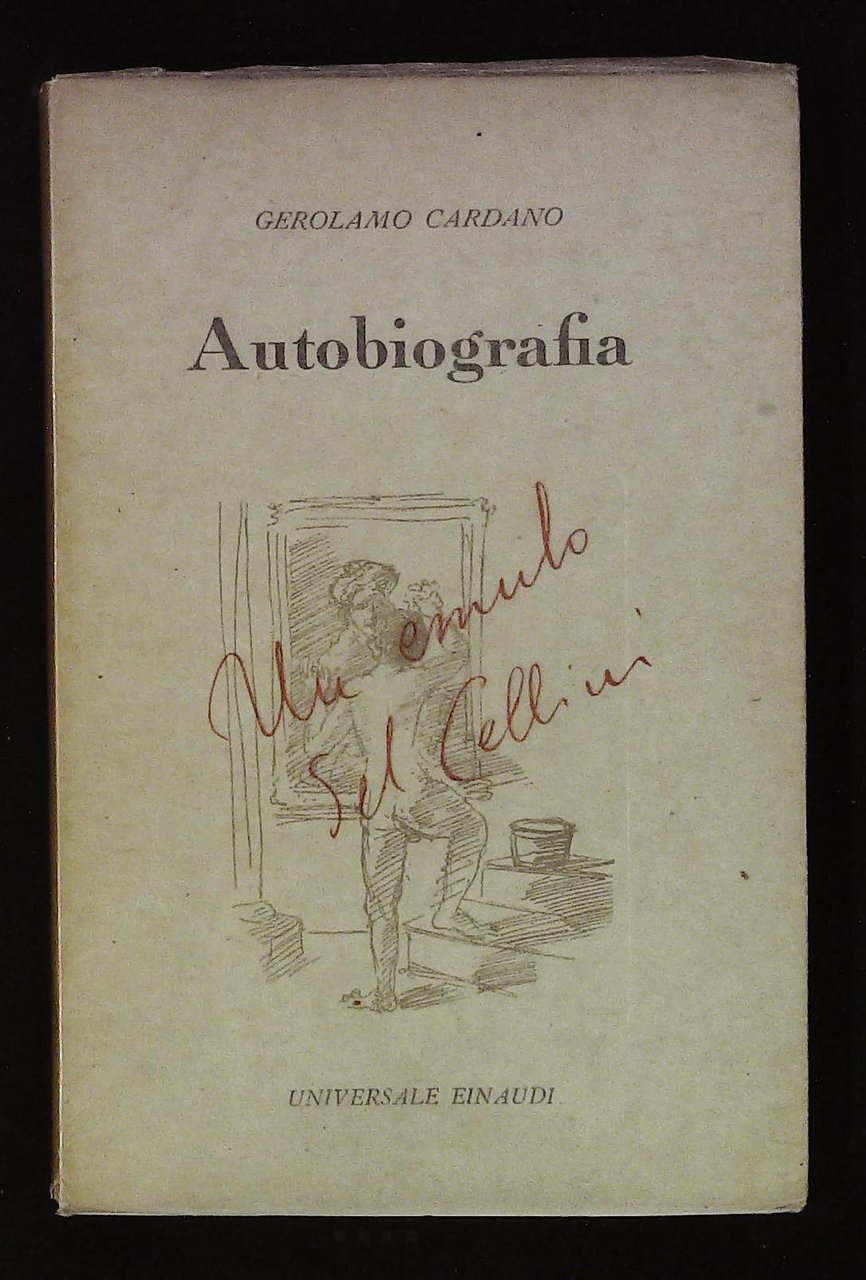 GEROLAMO CARDANO
Autobiografia
Un emulo
del Cellini
UNIVERSALE EINAUDI